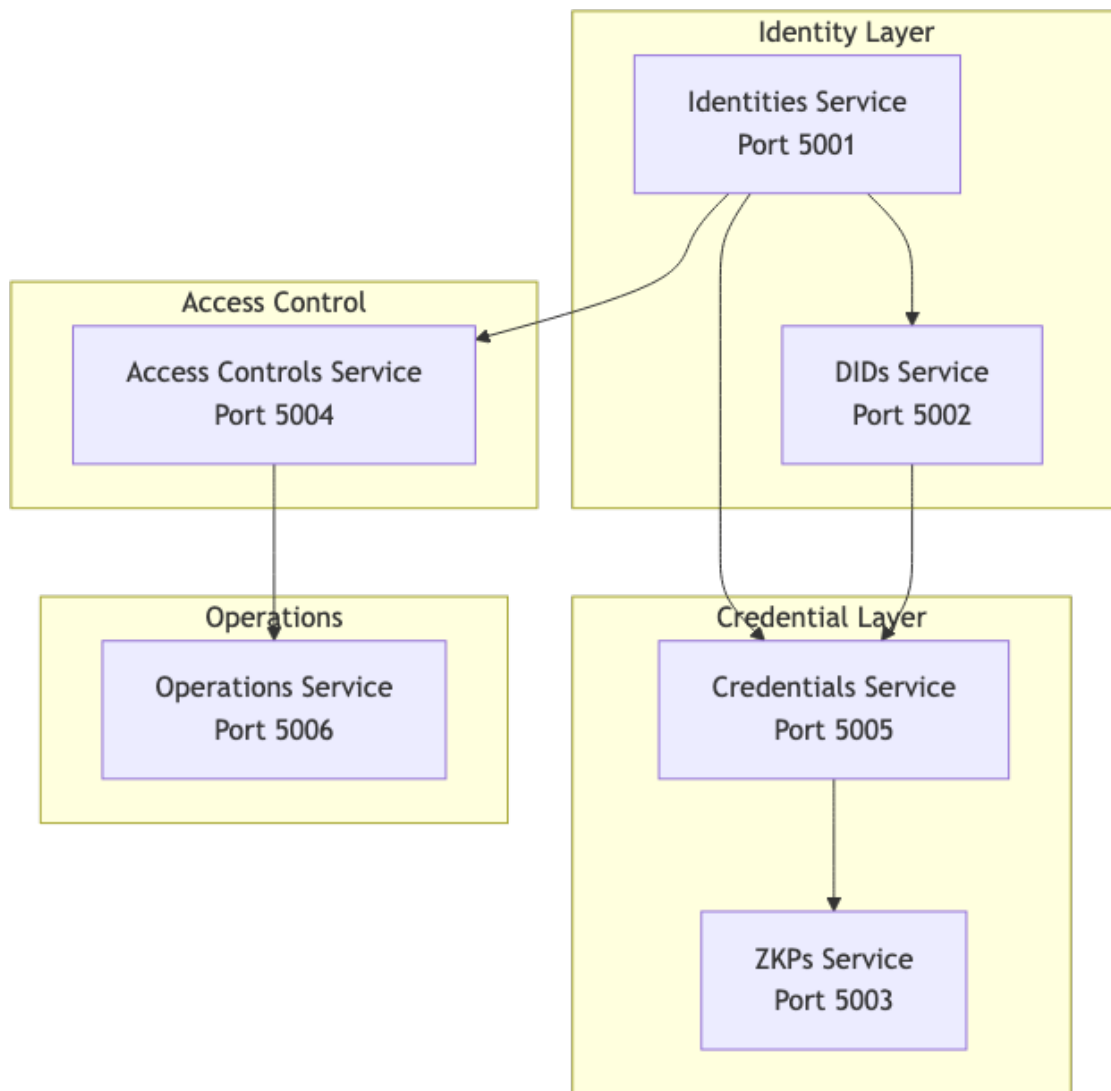 Identity Layer
Identities Service
Port 5001
Access Control
Access Controls Service
Port 5004
DIDs Service
Port 5002
Operations
Operations Service
Port 5006
Credential Layer
Credentials Service
Port 5005
ZKPs Service
Port 5003